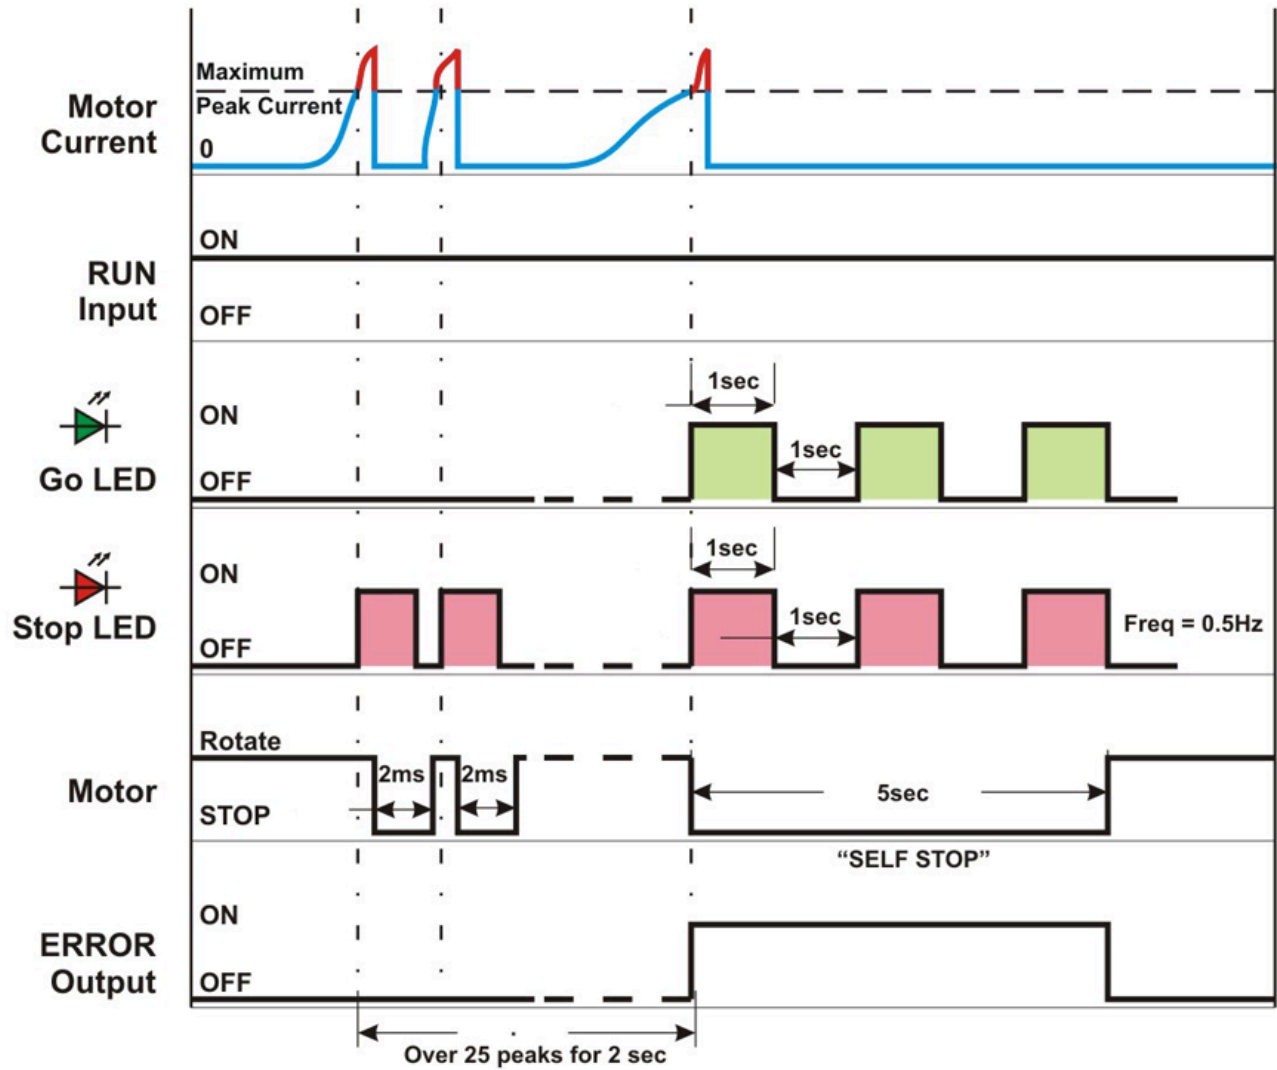 Maximum
Peak Current
Motor
Current
0
ON
RUN
Input
OFF
1sec
ON
1sec
Go LED
OFF
1sec
ON
1sec
Stop LED
Freq = 0.5Hz
OFF
Rotate
2ms
2ms
Motor
5sec
STOP
“SELF STOP”
ON
ERROR
Output
OFF
Over 25 peaks for 2 sec